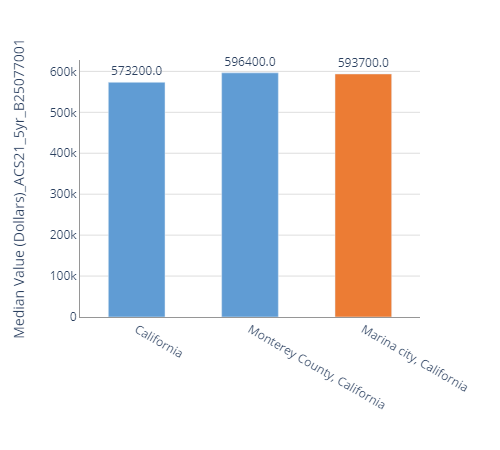 Median Value (Dollars)_ACS21_5yr_B25077001
600k
500k
400k
300k
200k
100k
0
573200.0
596400.0
593700.0
California
Monterey County, California
Marina city, California